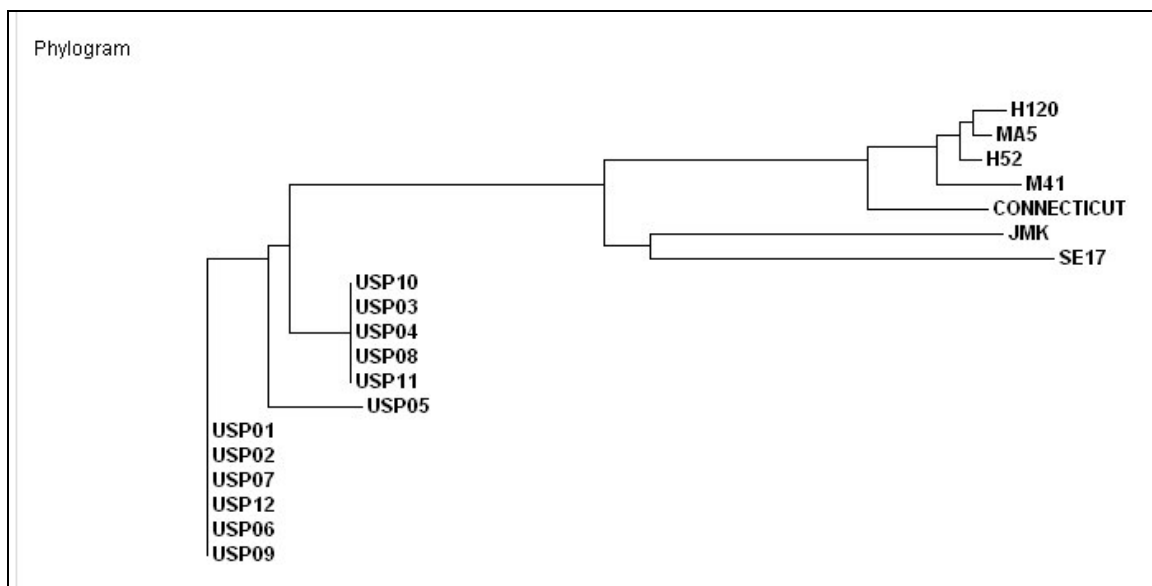 Phylogram
H120
MA5
H52
M41
CONNECTICUT
JMK
SE17
USP10
USP03
USP04
USP08
USP11
USP05
USP01
USP02
USP07
USP12
USP06
USP09